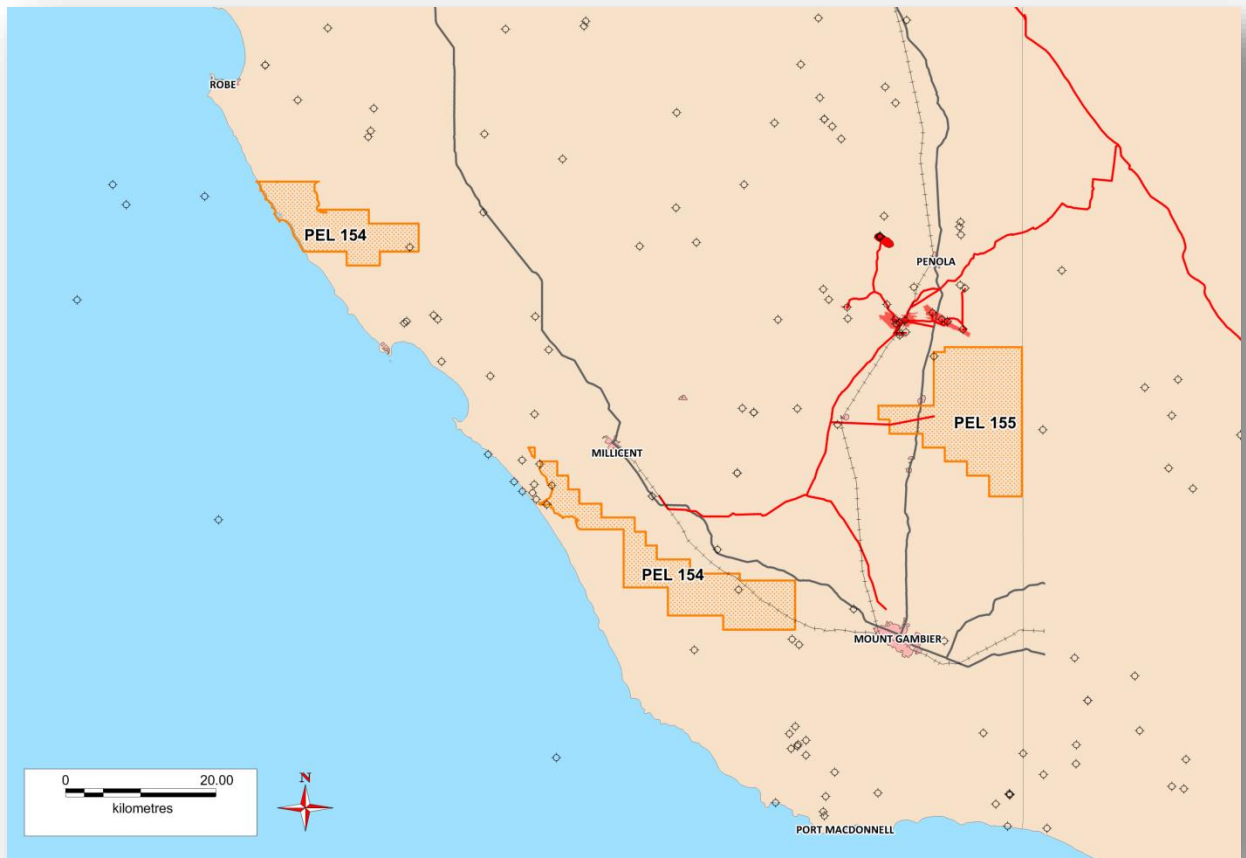 ROBE
PEL 154
PENOLA
PEL 155
MILLICENT
PEL 154
MOUNT GAMBIER
0 20.00
kilometres
N
PORT MACDONNELL